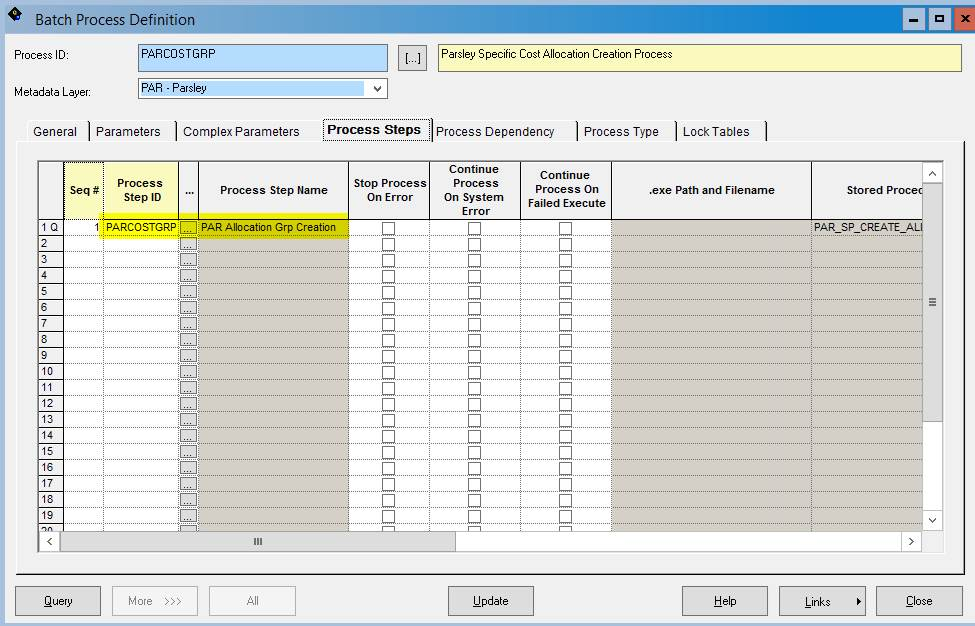 Batch Process Definition
Process ID:
PARCOSTGRP
[...]
Parsley Specific Cost Allocation Creation Process
Metadata Layer:
PAR - Parsley
General
Parameters
Complex Parameters
Process Steps
Process Dependency
Process Type
Lock Tables
Seq #
Process
Step ID
...
Process Step Name
Stop Process
On Error
Continue
Process
On System
Error
Continue
Process On
Failed Execute
.exe Path and Filename
Stored Proced
1 Q
1
PARCOSTGRP
...
PAR Allocation Grp Creation
PAR_SP_CREATE_ALL
2
...
3
...
4
...
5
...
6
...
7
...
8
...
9
...
10
...
11
...
12
...
13
...
14
...
15
...
16
...
17
...
18
...
19
...
20
Query
More >>>
All
Update
Help
Links
Close